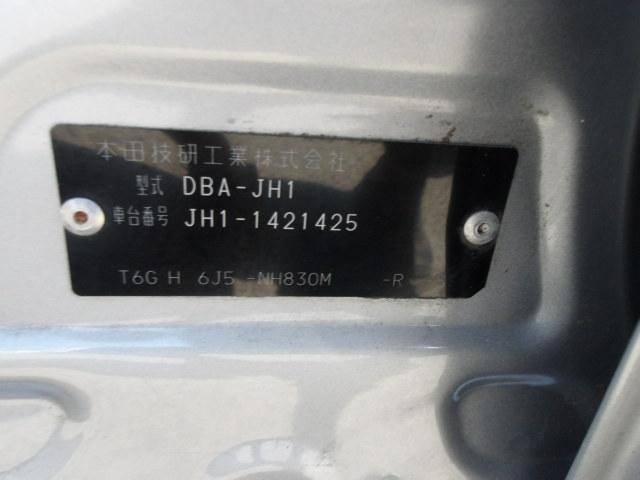 本田技研工業株式会社
型式 DBA-JH1
車台番号 JH1-1421425
T6G H 6J5 -NH830M -R